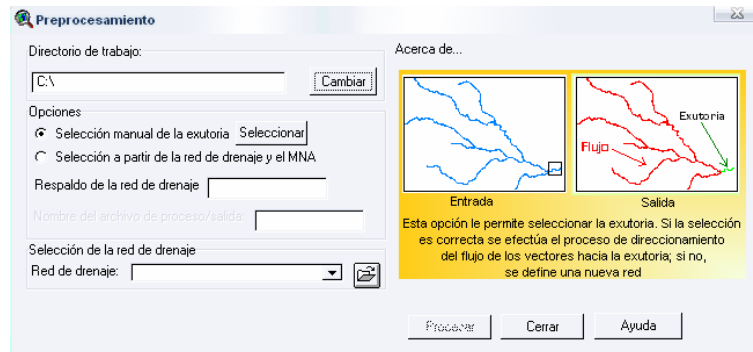 Preprocesamiento
Directorio de trabajo:
C:\
Cambiar
Opciones
Selección manual de la exutoria
Seleccionar
Selección a partir de la red de drenaje y el MNA
Respaldo de la red de drenaje
Nombre del archivo de proceso/salida:
Selección de la red de drenaje
Red de drenaje:
Acerca de...
Exutoria
Flujo
Entrada
Salida
Esta opción le permite seleccionar la exutoria. Si la selección
es correcta se efectúa el proceso de direccionamiento
del flujo de los vectores hacia la exutoria; si no,
se define una nueva red
Procesar
Cerrar
Ayuda